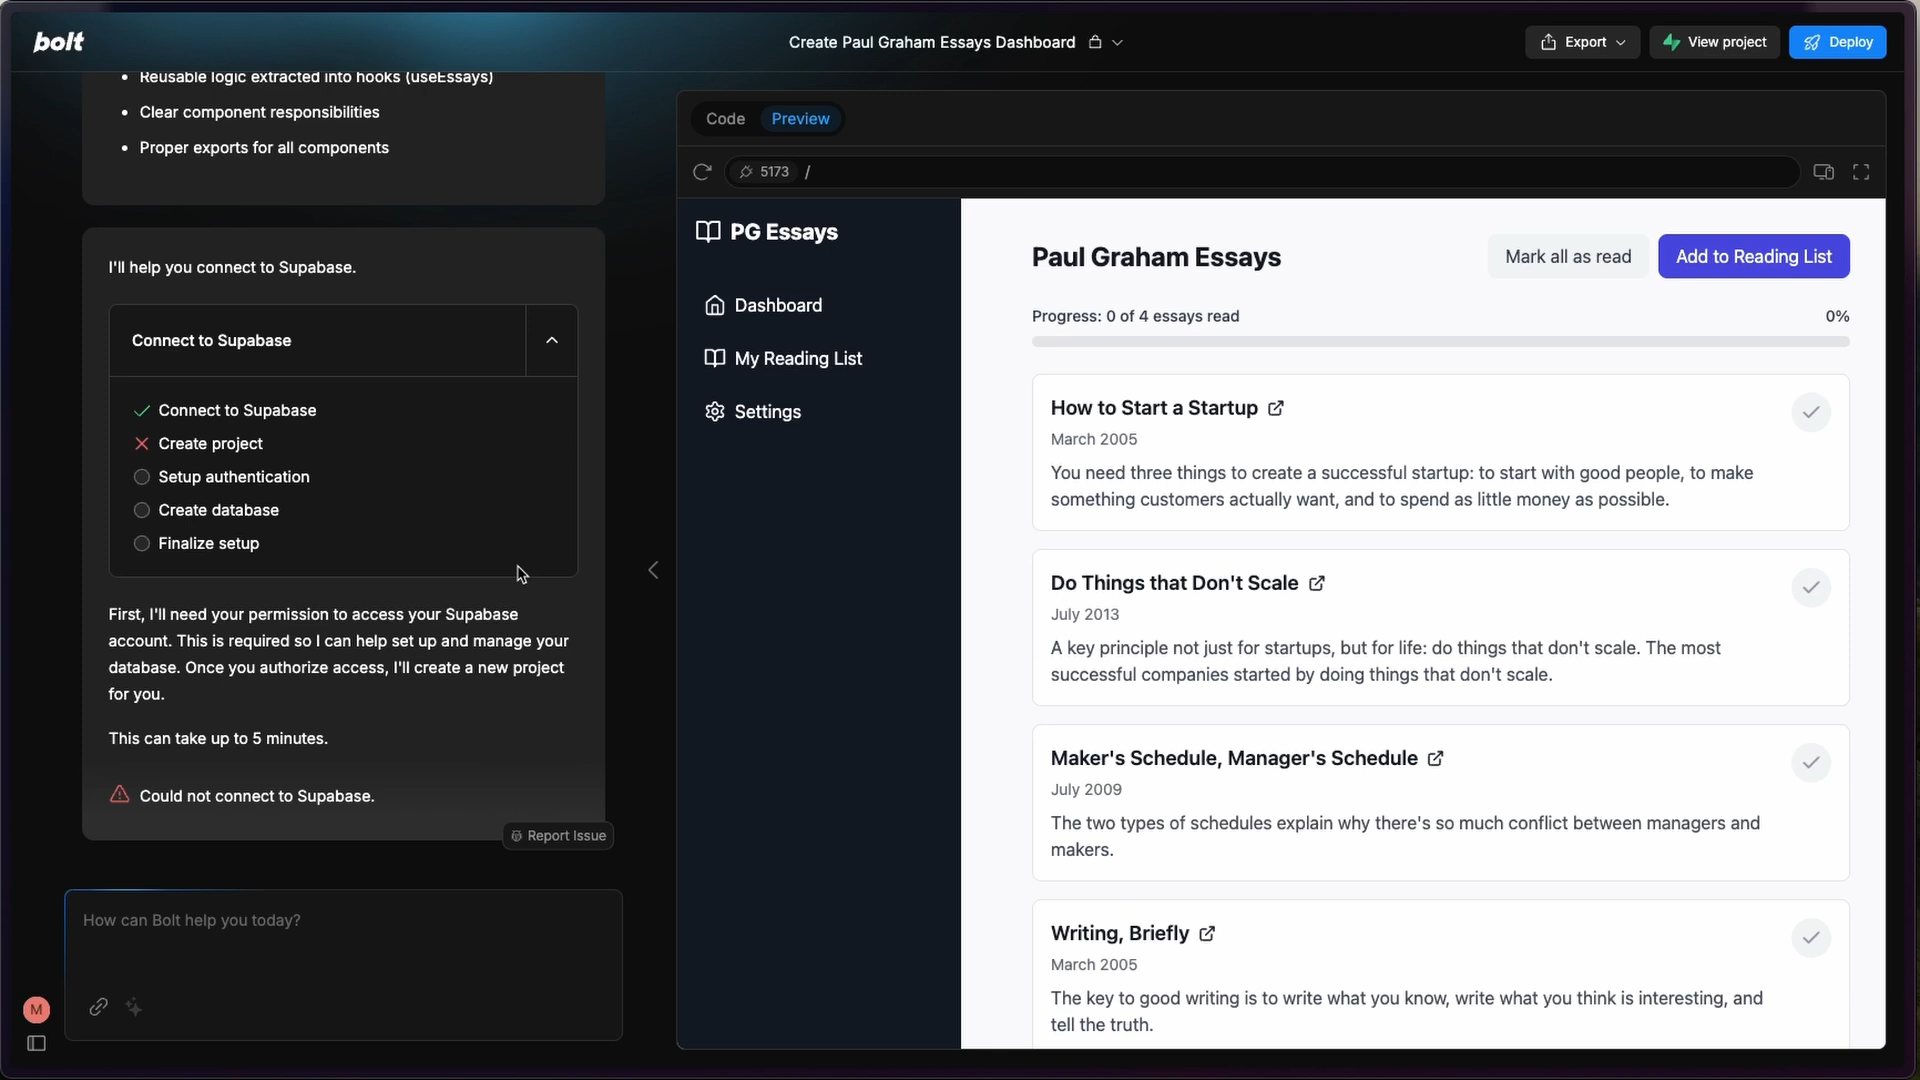 bolt
Create Paul Graham Essays Dashboard
Export
View project
Deploy
• Reusable logic extracted into hooks (useEssays)
• Clear component responsibilities
• Proper exports for all components
I'll help you connect to Supabase.
Connect to Supabase
Connect to Supabase
Create project
Setup authentication
Create database
Finalize setup
First, I'll need your permission to access your Supabase
account. This is required so I can help set up and manage your
database. Once you authorize access, I'll create a new project
for you.
This can take up to 5 minutes.
Could not connect to Supabase.
Report Issue
How can Bolt help you today?
M
Code
Preview
5173 /
PG Essays
Dashboard
My Reading List
Settings
Paul Graham Essays
Mark all as read
Add to Reading List
Progress: 0 of 4 essays read
0%
How to Start a Startup
March 2005
You need three things to create a successful startup: to start with good people, to make
something customers actually want, and to spend as little money as possible.
Do Things that Don't Scale
July 2013
A key principle not just for startups, but for life: do things that don't scale. The most
successful companies started by doing things that don't scale.
Maker's Schedule, Manager's Schedule
July 2009
The two types of schedules explain why there's so much conflict between managers and
makers.
Writing, Briefly
March 2005
The key to good writing is to write what you know, write what you think is interesting, and
tell the truth.